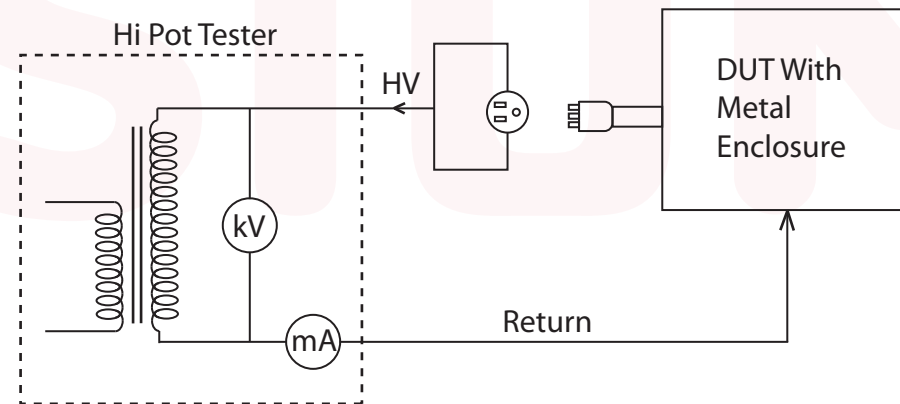 Hi Pot Tester
HV
DUT With
Metal
Enclosure
kV
Return
mA